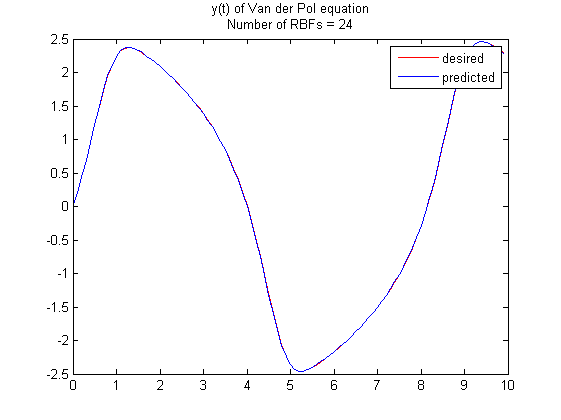 y(t) of Van der Pol equation
Number of RBFs = 24
desired
predicted
2.5
2
1.5
1
0.5
0
-0.5
-1
-1.5
-2
-2.5
0 1 2 3 4 5 6 7 8 9 10